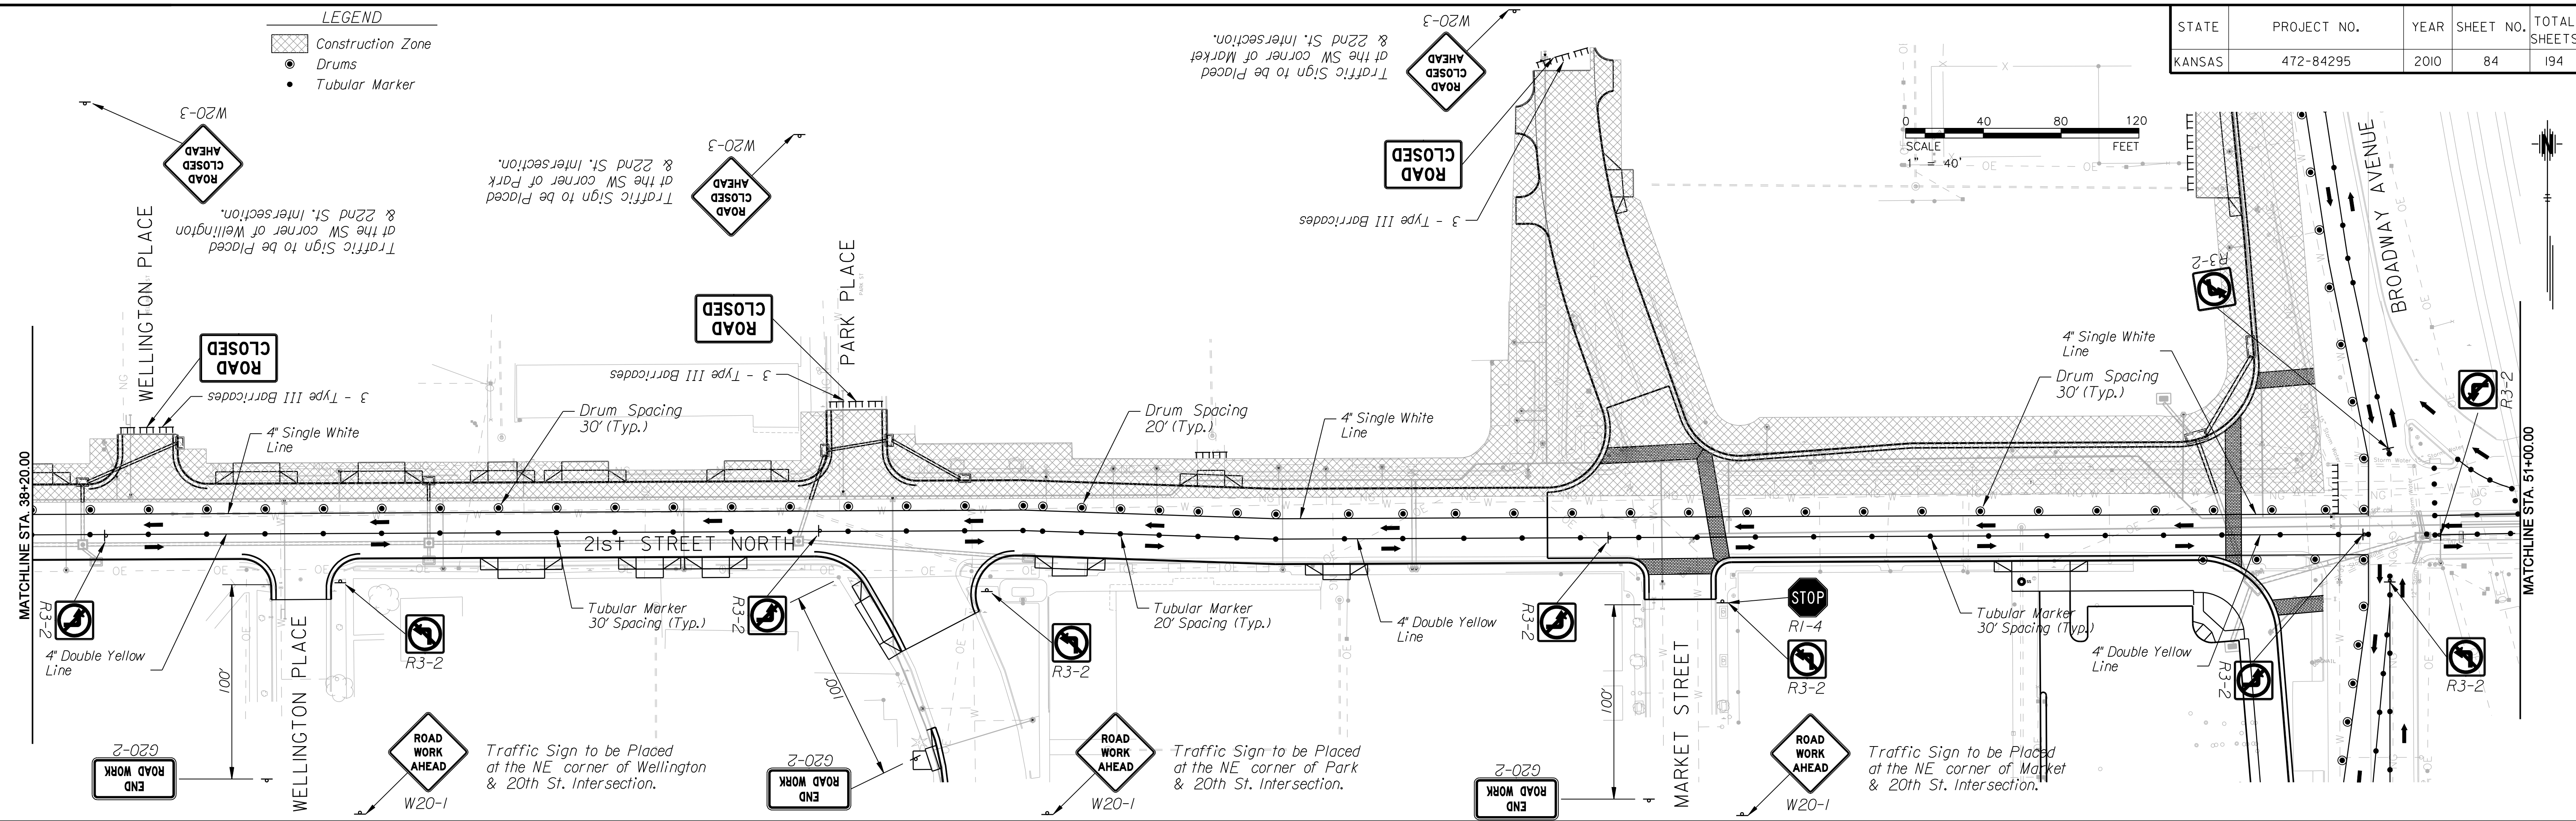 LEGEND
Construction Zone
Drums
Tubular Marker
STATE PROJECT NO. YEAR SHEET NO. TOTAL SHEETS
KANSAS 472-84295 2010 84 194
W20-3
ROAD
CLOSED
AHEAD
Traffic Sign to be Placed
at the SW corner of Wellington
& 22nd St. Intersection.
WELLINGTON PLACE
ROAD
CLOSED
3 - Type III Barricades
4" Single White
Line
W20-3
ROAD
CLOSED
AHEAD
Traffic Sign to be Placed
at the SW corner of Park
& 22nd St. Intersection.
PARK PLACE
PARK ST
ROAD
CLOSED
3 - Type III Barricades
Drum Spacing
30' (Typ.)
W20-3
ROAD
CLOSED
AHEAD
Traffic Sign to be Placed
at the SW corner of Market
& 22nd St. Intersection.
ROAD
CLOSED
3 - Type III Barricades
Drum Spacing
20' (Typ.)
4" Single White
Line
0 40 80 120
SCALE FEET
1" = 40'
N
BROADWAY AVENUE
R3-2
R3-2
4" Single White
Line
Drum Spacing
30' (Typ.)
MATCHLINE STA. 38+20.00
MATCHLINE STA. 51+00.00
21st STREET NORTH
R3-2
4" Double Yellow
Line
100'
WELLINGTON PLACE
R3-2
Tubular Marker
30' Spacing (Typ.)
R3-2
100'
R3-2
Tubular Marker
20' Spacing (Typ.)
4" Double Yellow
Line
R3-2
100'
MARKET STREET
STOP
R1-4
R3-2
Tubular Marker
30' Spacing (Typ.)
4" Double Yellow
Line
R3-2
R3-2
G20-2
END
ROAD WORK
ROAD
WORK
AHEAD
W20-1
Traffic Sign to be Placed
at the NE corner of Wellington
& 20th St. Intersection.
G20-2
END
ROAD WORK
ROAD
WORK
AHEAD
W20-1
Traffic Sign to be Placed
at the NE corner of Park
& 20th St. Intersection.
G20-2
END
ROAD WORK
ROAD
WORK
AHEAD
W20-1
Traffic Sign to be Placed
at the NE corner of Market
& 20th St. Intersection.